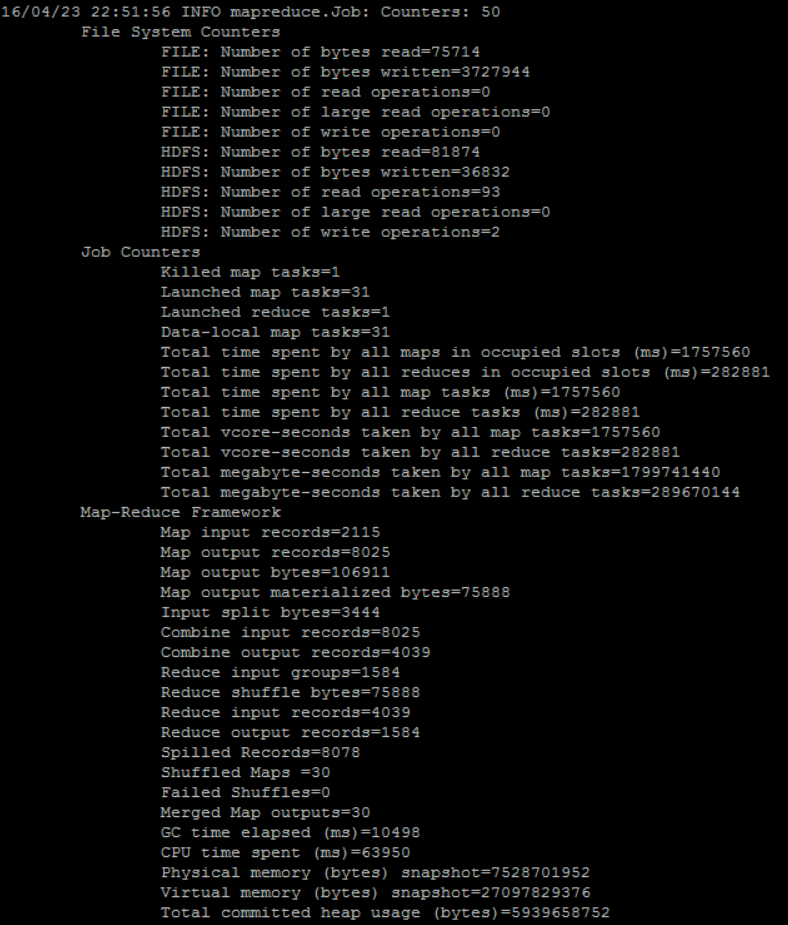 16/04/23 22:51:56 INFO mapreduce.Job: Counters: 50
File System Counters
FILE: Number of bytes read=75714
FILE: Number of bytes written=3727944
FILE: Number of read operations=0
FILE: Number of large read operations=0
FILE: Number of write operations=0
HDFS: Number of bytes read=81874
HDFS: Number of bytes written=36832
HDFS: Number of read operations=93
HDFS: Number of large read operations=0
HDFS: Number of write operations=2
Job Counters
Killed map tasks=1
Launched map tasks=31
Launched reduce tasks=1
Data-local map tasks=31
Total time spent by all maps in occupied slots (ms)=1757560
Total time spent by all reduces in occupied slots (ms)=282881
Total time spent by all map tasks (ms)=1757560
Total time spent by all reduce tasks (ms)=282881
Total vcore-seconds taken by all map tasks=1757560
Total vcore-seconds taken by all reduce tasks=282881
Total megabyte-seconds taken by all map tasks=1799741440
Total megabyte-seconds taken by all reduce tasks=289670144
Map-Reduce Framework
Map input records=2115
Map output records=8025
Map output bytes=106911
Map output materialized bytes=75888
Input split bytes=3444
Combine input records=8025
Combine output records=4039
Reduce input groups=1584
Reduce shuffle bytes=75888
Reduce input records=4039
Reduce output records=1584
Spilled Records=8078
Shuffled Maps =30
Failed Shuffles=0
Merged Map outputs=30
GC time elapsed (ms)=10498
CPU time spent (ms)=63950
Physical memory (bytes) snapshot=7528701952
Virtual memory (bytes) snapshot=27097829376
Total committed heap usage (bytes)=5939658752